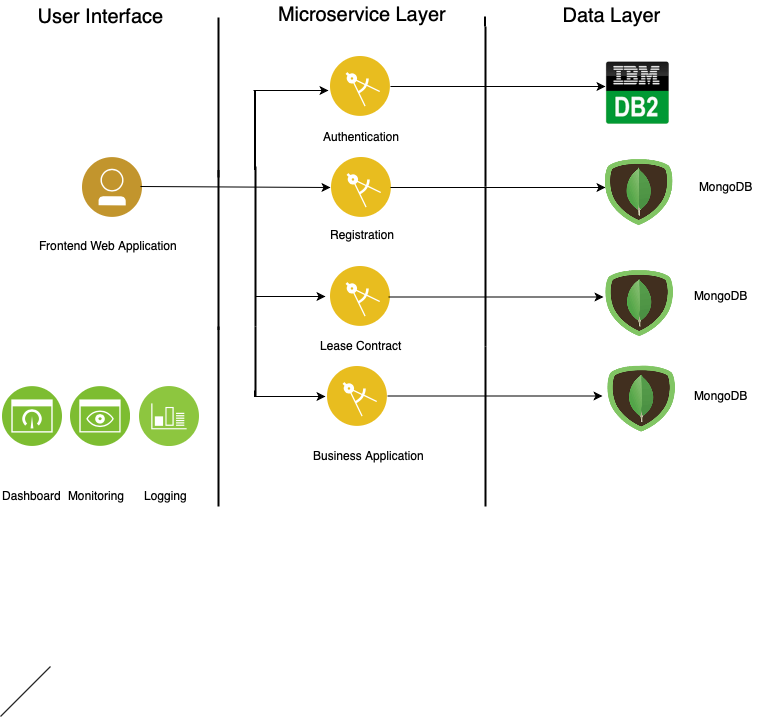 User Interface
Microservice Layer
Data Layer
IBM
DB2
Authentication
MongoDB
Registration
Frontend Web Application
MongoDB
Lease Contract
MongoDB
Business Application
Dashboard
Monitoring
Logging